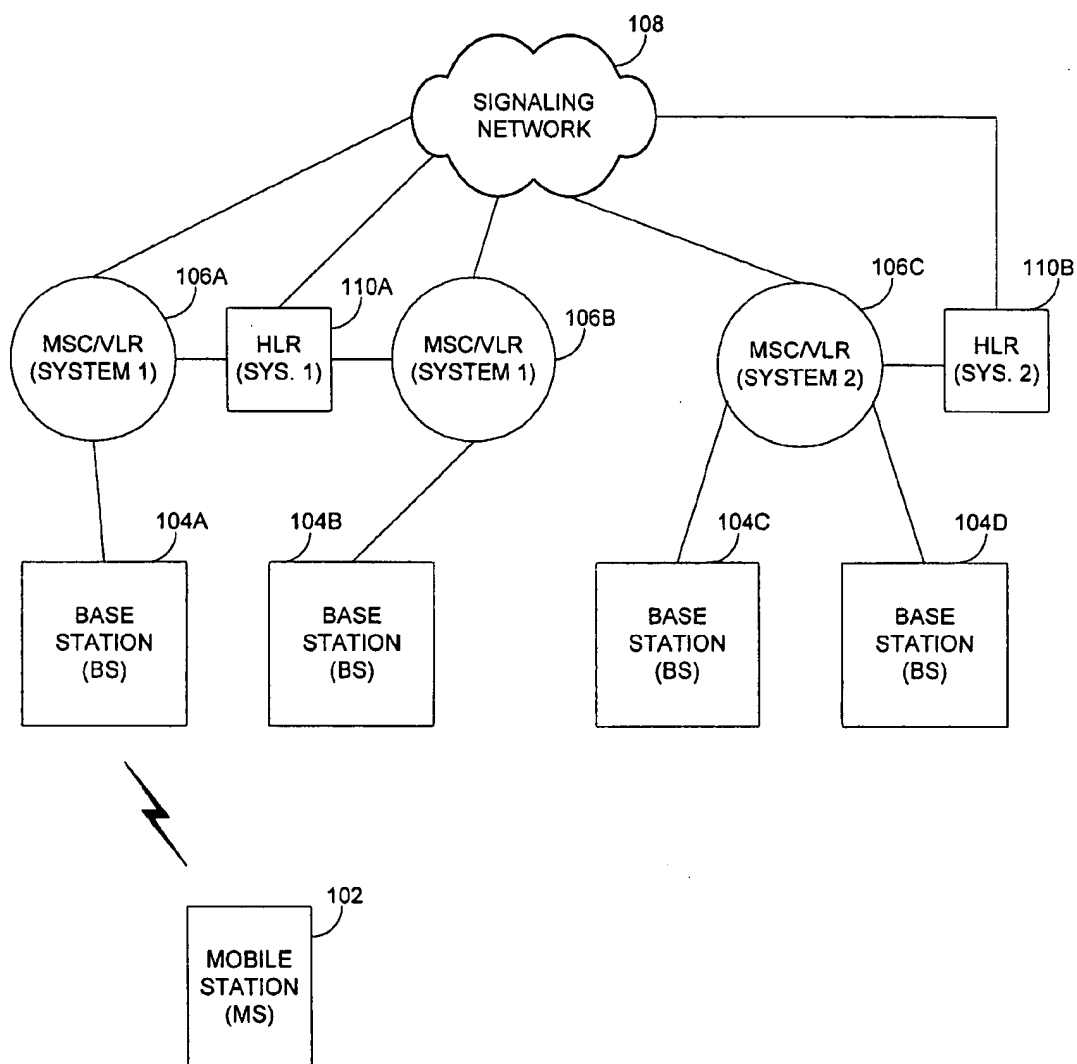 108
SIGNALING
NETWORK
106A
MSC/VLR
(SYSTEM 1)
110A
HLR
(SYS. 1)
106B
MSC/VLR
(SYSTEM 1)
106C
MSC/VLR
(SYSTEM 2)
110B
HLR
(SYS. 2)
104A
BASE
STATION
(BS)
104B
BASE
STATION
(BS)
104C
BASE
STATION
(BS)
104D
BASE
STATION
(BS)
102
MOBILE
STATION
(MS)